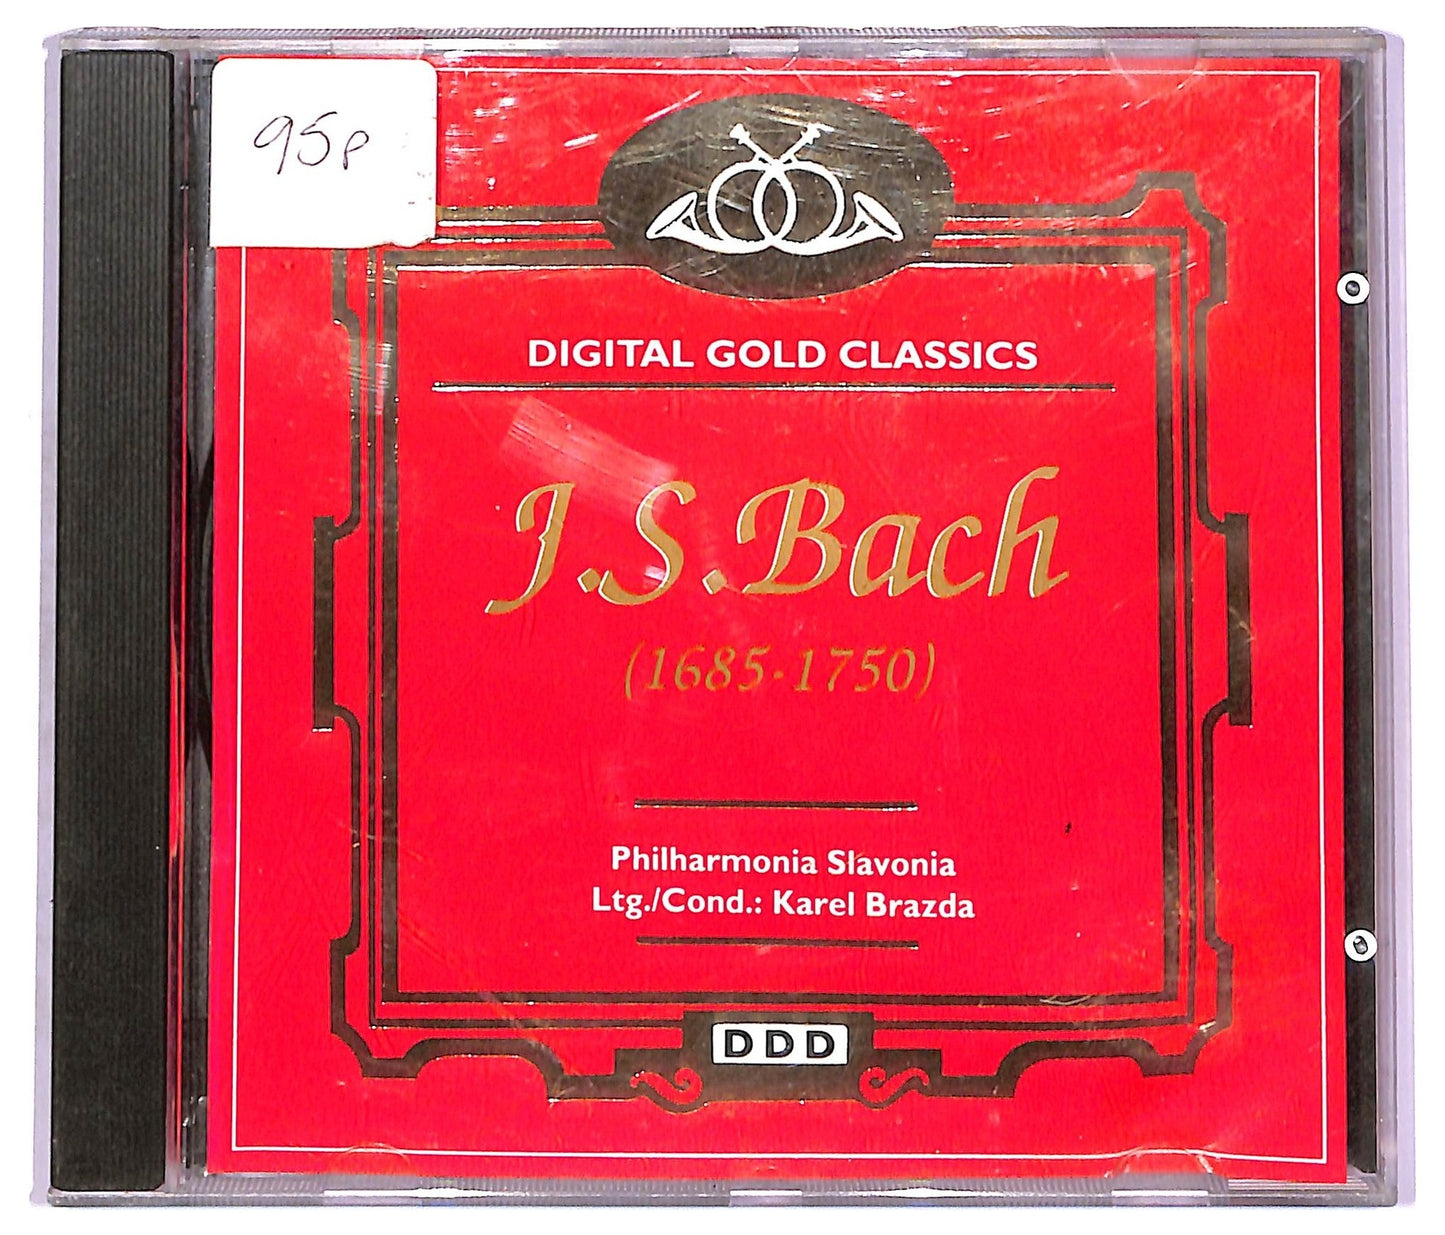 95p
DIGITAL GOLD CLASSICS
J.S.Bach
(1685·1750)
Philharmonia Slavonia
Ltg./Cond.: Karel Brazda
DDD